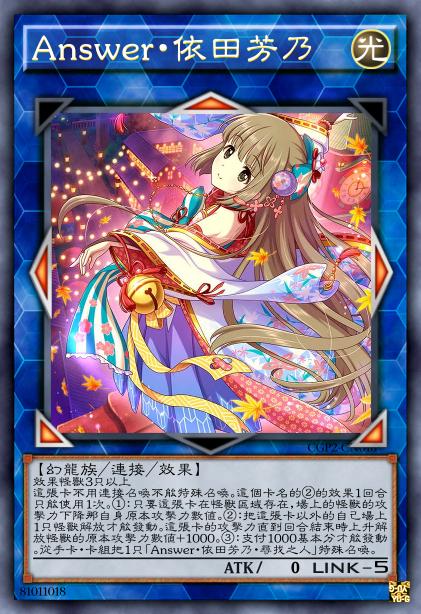 Answer·依田芳乃
光
【幻龍族/連接/效果】
效果怪獸3只以上
這張卡不用連接召喚不能特殊召喚。這個卡名的②的效果1回合
只能使用1次。①:只要這張卡在怪獸區域存在,場上的怪獸的攻
擊力下降那自身原本攻擊力數值。②:把這張卡以外的自己場上
1只怪獸解放才能發動。這張卡的攻擊力直到回合結束時上升解
放怪獸的原本攻擊力數值+1000。③:支付1000基本分才能發動。
從手卡·卡組把1只「Answer·依田芳乃·尋找之人」特殊召喚。
ATK/ 0 LINK-5
81011018